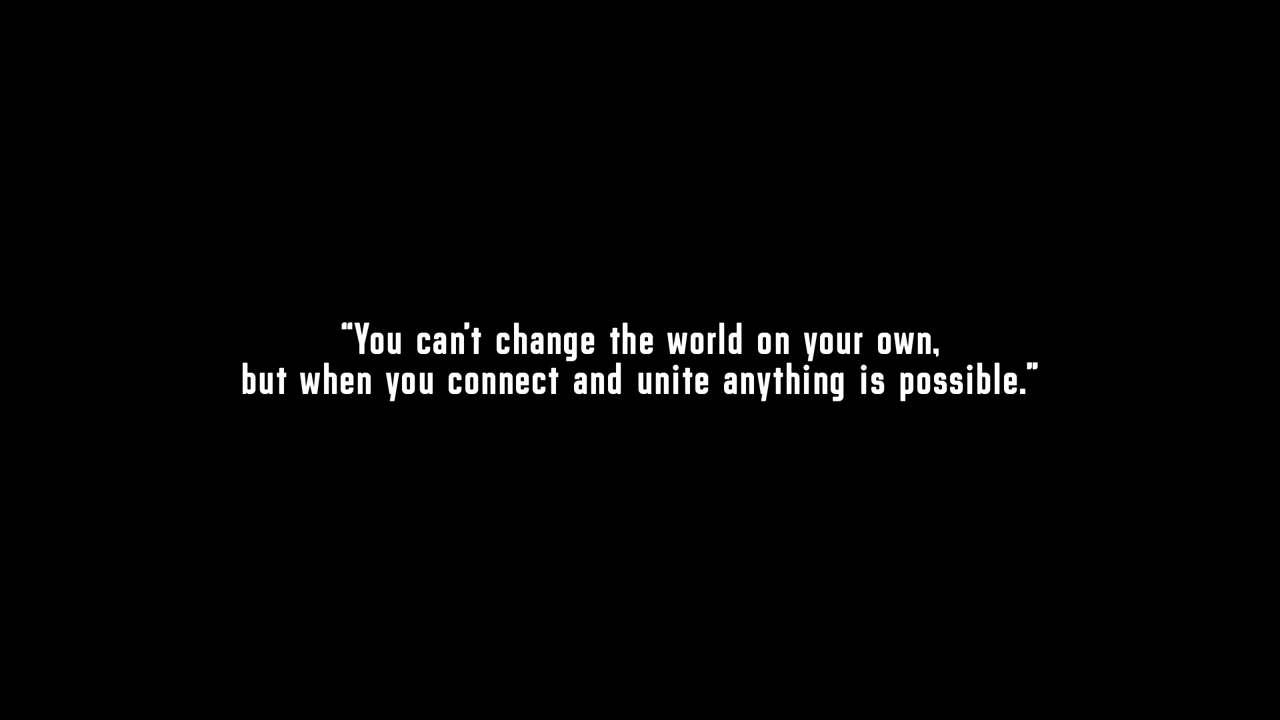 “You can't change the world on your own,
but when you connect and unite anything is possible.”